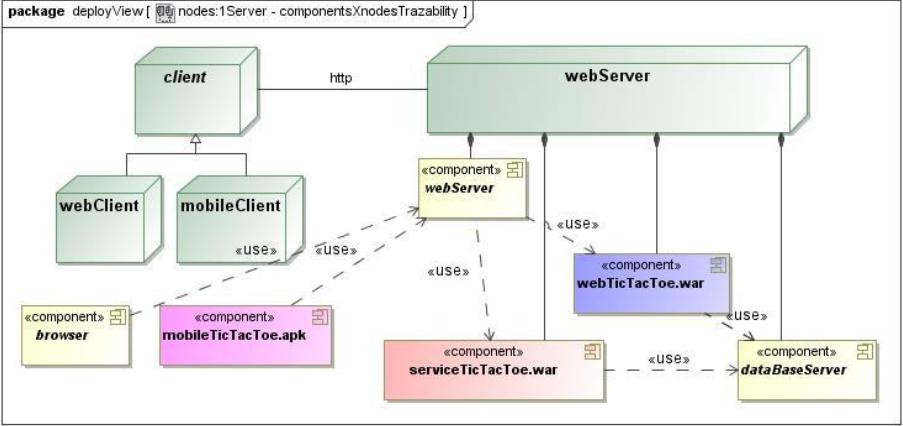 package deployView [ nodes:1Server - componentsXnodesTrazability ]
client
http
webServer
webClient
mobileClient
«component»
webServer
«use»
«use»
«use»
«use»
«component»
webTicTacToe.war
«component»
browser
«component»
mobileTicTacToe.apk
«use»
«component»
serviceTicTacToe.war
«use»
«component»
dataBaseServer